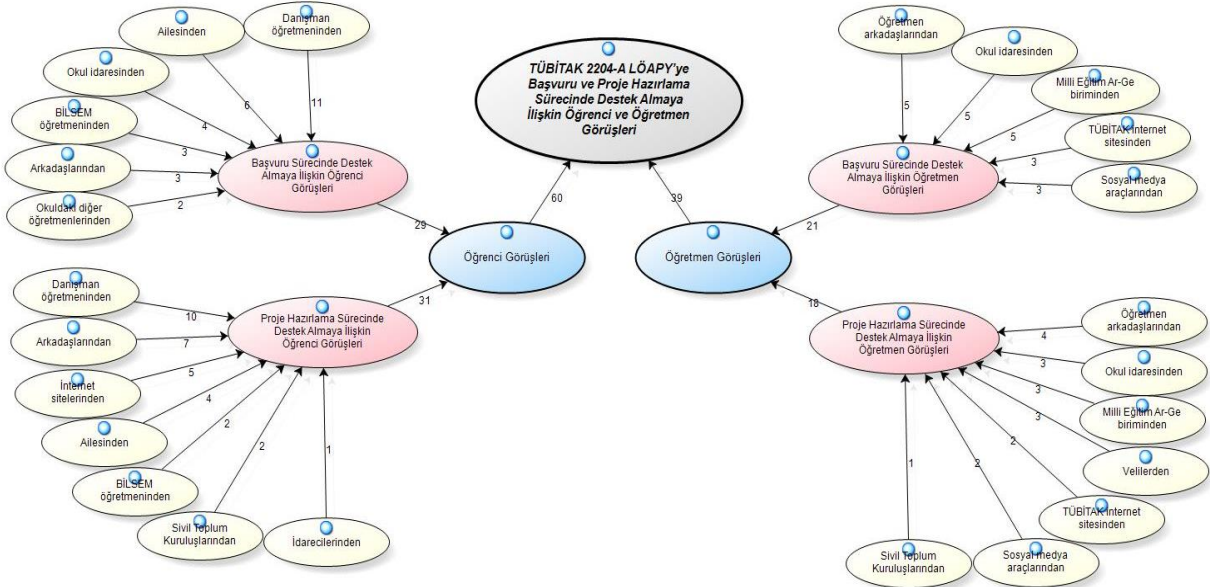 TÜBİTAK 2204-A LÖAPY'ye
Başvuru ve Proje Hazırlama
Sürecinde Destek Almaya
İlişkin Öğrenci ve Öğretmen
Görüşleri
60
39
Öğrenci Görüşleri
Öğretmen Görüşleri
29
31
21
18
Başvuru Sürecinde Destek
Almaya İlişkin Öğrenci
Görüşleri
Danışman
öğretmeninden
11
Ailesinden
6
Okul idaresinden
4
BİLSEM
öğretmeninden
3
Arkadaşlarından
3
Okuldaki diğer
öğretmenlerinden
2
Proje Hazırlama Sürecinde
Destek Almaya İlişkin
Öğrenci Görüşleri
Danışman
öğretmeninden
10
Arkadaşlarından
7
İnternet
sitelerinden
5
Ailesinden
4
BİLSEM
öğretmeninden
2
Sivil Toplum
Kuruluşlarından
2
İdarecilerinden
1
Başvuru Sürecinde Destek
Almaya İlişkin Öğretmen
Görüşleri
Öğretmen
arkadaşlarından
5
Okul idaresinden
5
Milli Eğitim Ar-Ge
biriminden
5
TÜBİTAK İnternet
sitesinden
3
Sosyal medya
araçlarından
3
Proje Hazırlama Sürecinde
Destek Almaya İlişkin
Öğretmen Görüşleri
Öğretmen
arkadaşlarından
4
Okul idaresinden
3
Milli Eğitim Ar-Ge
biriminden
3
Velilerden
3
TÜBİTAK İnternet
sitesinden
2
Sosyal medya
araçlarından
2
Sivil Toplum
Kuruluşlarından
1